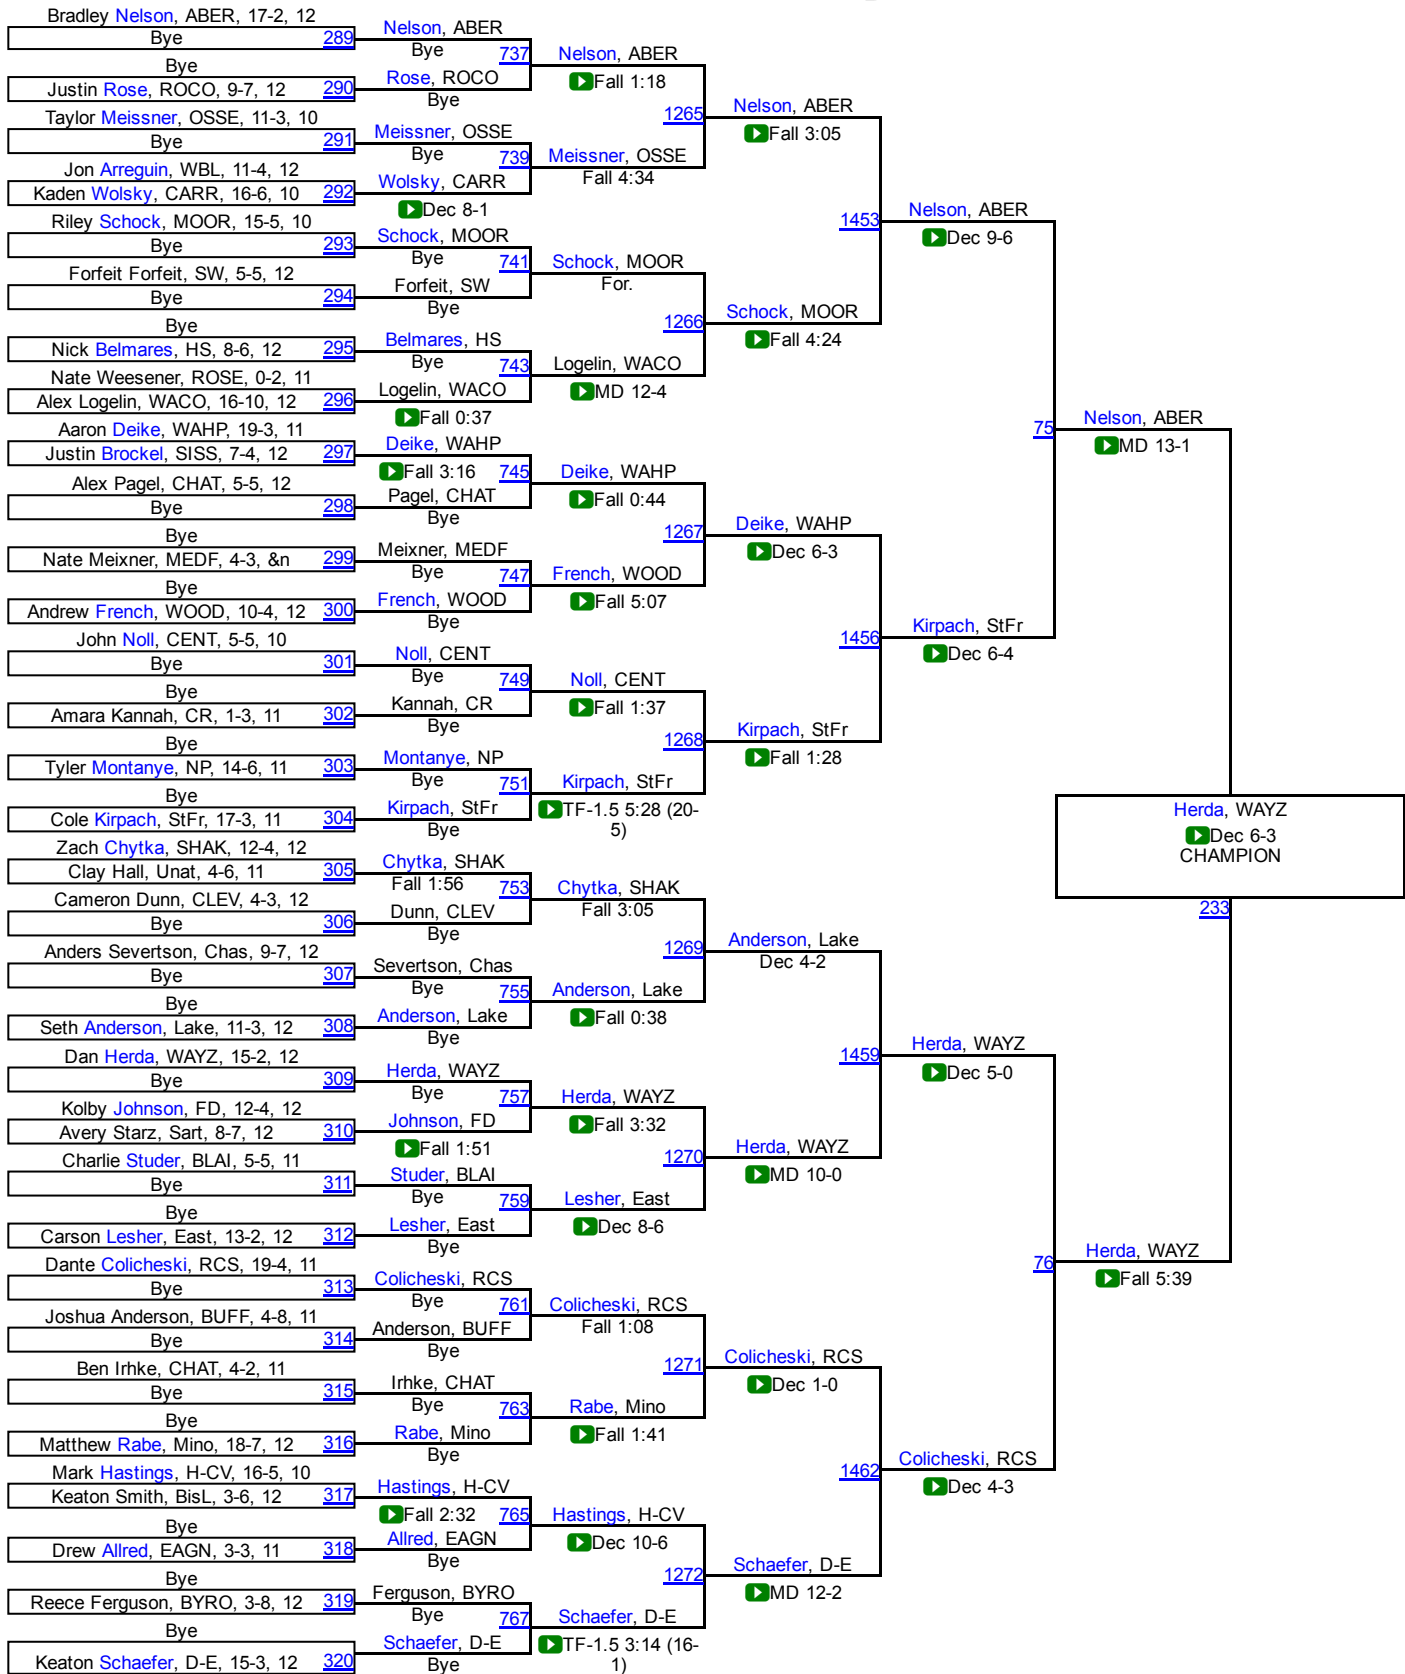 Bradley Nelson, ABER, 17-2, 12
Bye 289
Bye
Justin Rose, ROCO, 9-7, 12 290
Taylor Meissner, OSSE, 11-3, 10
Bye 291
Jon Arreguin, WBL, 11-4, 12
Kaden Wolsky, CARR, 16-6, 10 292
Riley Schock, MOOR, 15-5, 10
Bye 293
Forfeit Forfeit, SW, 5-5, 12
Bye 294
Bye
Nick Belmares, HS, 8-6, 12 295
Nate Weesener, ROSE, 0-2, 11
Alex Logelin, WACO, 16-10, 12 296
Aaron Deike, WAHP, 19-3, 11
Justin Brockel, SISS, 7-4, 12 297
Alex Pagel, CHAT, 5-5, 12
Bye 298
Bye
Nate Meixner, MEDF, 4-3, &n 299
Bye
Andrew French, WOOD, 10-4, 12 300
John Noll, CENT, 5-5, 10
Bye 301
Bye
Amara Kannah, CR, 1-3, 11 302
Bye
Tyler Montanye, NP, 14-6, 11 303
Bye
Cole Kirpach, StFr, 17-3, 11 304
Zach Chytka, SHAK, 12-4, 12
Clay Hall, Unat, 4-6, 11 305
Cameron Dunn, CLEV, 4-3, 12
Bye 306
Anders Severtson, Chas, 9-7, 12
Bye 307
Bye
Seth Anderson, Lake, 11-3, 12 308
Dan Herda, WAYZ, 15-2, 12
Bye 309
Kolby Johnson, FD, 12-4, 12
Avery Starz, Sart, 8-7, 12 310
Charlie Studer, BLAI, 5-5, 11
Bye 311
Bye
Carson Lesher, East, 13-2, 12 312
Dante Colicheski, RCS, 19-4, 11
Bye 313
Joshua Anderson, BUFF, 4-8, 11
Bye 314
Ben Irhke, CHAT, 4-2, 11
Bye 315
Bye
Matthew Rabe, Mino, 18-7, 12 316
Mark Hastings, H-CV, 16-5, 10
Keaton Smith, BisL, 3-6, 12 317
Bye
Drew Allred, EAGN, 3-3, 11 318
Bye
Reece Ferguson, BYRO, 3-8, 12 319
Bye
Keaton Schaefer, D-E, 15-3, 12 320
Nelson, ABER
Bye 737
Rose, ROCO
Bye
Meissner, OSSE
Bye 739
Wolsky, CARR
Dec 8-1
Schock, MOOR
Bye 741
Forfeit, SW
Bye
Belmares, HS
Bye 743
Logelin, WACO
Fall 0:37
Deike, WAHP
Fall 3:16 745
Pagel, CHAT
Bye
Meixner, MEDF
Bye 747
French, WOOD
Bye
Noll, CENT
Bye 749
Kannah, CR
Bye
Montanye, NP
Bye 751
Kirpach, StFr
Bye
Chytka, SHAK
Fall 1:56 753
Dunn, CLEV
Bye
Severtson, Chas
Bye 755
Anderson, Lake
Bye
Herda, WAYZ
Bye 757
Johnson, FD
Fall 1:51
Studer, BLAI
Bye 759
Lesher, East
Bye
Colicheski, RCS
Bye 761
Anderson, BUFF
Bye
Irhke, CHAT
Bye 763
Rabe, Mino
Bye
Hastings, H-CV
Fall 2:32 765
Allred, EAGN
Bye
Ferguson, BYRO
Bye 767
Schaefer, D-E
Bye
Nelson, ABER
Fall 1:18
1265
Meissner, OSSE
Fall 4:34
Schock, MOOR
For.
1266
Logelin, WACO
MD 12-4
Deike, WAHP
Fall 0:44
1267
French, WOOD
Fall 5:07
Noll, CENT
Fall 1:37
1268
Kirpach, StFr
TF-1.5 5:28 (20-
5)
Chytka, SHAK
Fall 3:05
1269
Anderson, Lake
Fall 0:38
Herda, WAYZ
Fall 3:32
1270
Lesher, East
Dec 8-6
Colicheski, RCS
Fall 1:08
1271
Rabe, Mino
Fall 1:41
Hastings, H-CV
Dec 10-6
1272
Schaefer, D-E
TF-1.5 3:14 (16-
1)
Nelson, ABER
Fall 3:05
1453
Schock, MOOR
Fall 4:24
Deike, WAHP
Dec 6-3
1456
Kirpach, StFr
Fall 1:28
Anderson, Lake
Dec 4-2
1459
Herda, WAYZ
MD 10-0
Colicheski, RCS
Dec 1-0
1462
Schaefer, D-E
MD 12-2
Nelson, ABER
Dec 9-6
75
Kirpach, StFr
Dec 6-4
Herda, WAYZ
Dec 5-0
76
Colicheski, RCS
Dec 4-3
Nelson, ABER
MD 13-1
Herda, WAYZ
Fall 5:39
Herda, WAYZ
Dec 6-3
CHAMPION
233